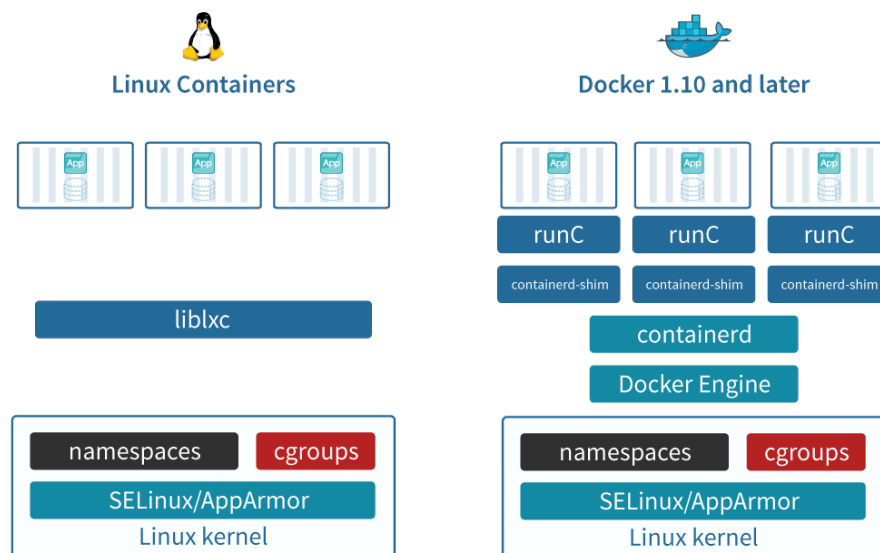 Linux Containers
App
App
App
liblxc
namespaces
cgroups
SELinux/AppArmor
Linux kernel
Docker 1.10 and later
App
App
App
runC
runC
runC
containerd-shim
containerd-shim
containerd-shim
containerd
Docker Engine
namespaces
cgroups
SELinux/AppArmor
Linux kernel